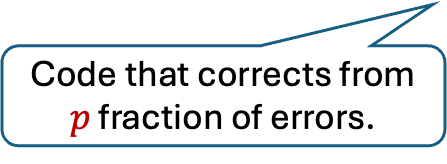 Code that corrects from
p fraction of errors.